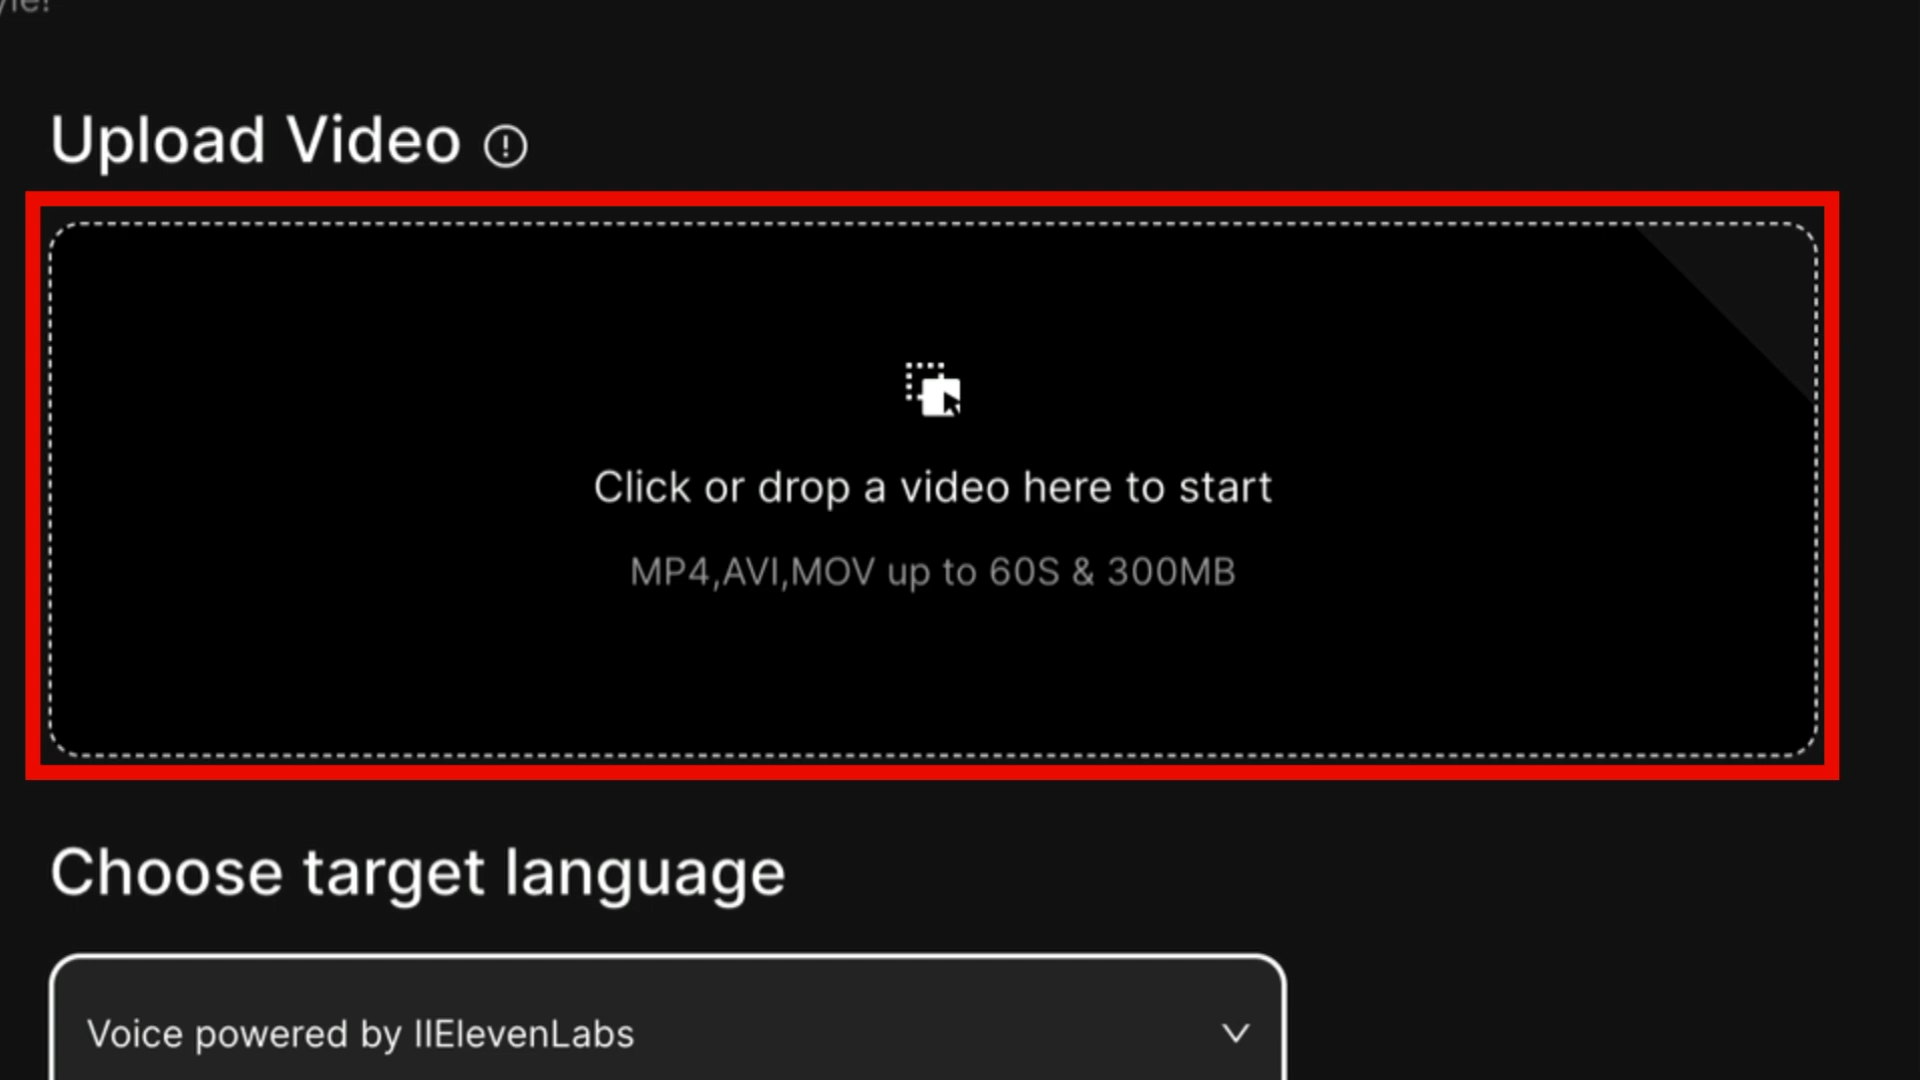 Upload Video
Click or drop a video here to start
MP4,AVI,MOV up to 60S & 300MB
Choose target language
Voice powered by IIElevenLabs